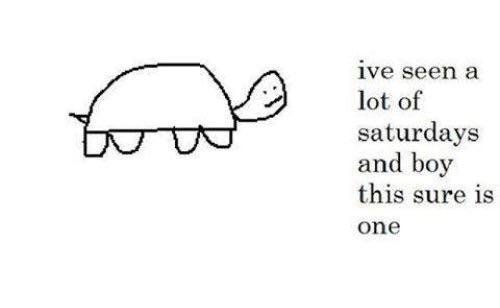 ive seen a
lot of
saturdays
and boy
this sure is
one